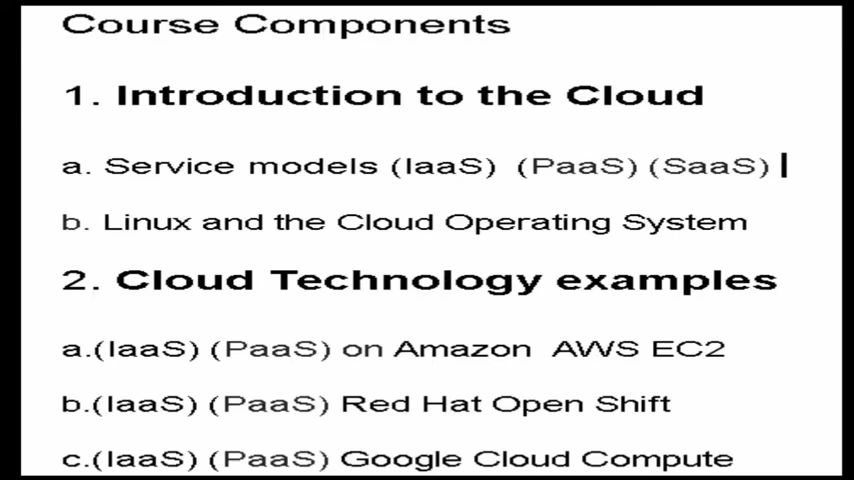 Course Components
1. Introduction to the Cloud
a. Service models (IaaS) (PaaS) (SaaS)
b. Linux and the Cloud Operating System
2. Cloud Technology examples
a.(IaaS) (PaaS) on Amazon AWS EC2
b.(IaaS) (PaaS) Red Hat Open Shift
c.(IaaS) (PaaS) Google Cloud Compute